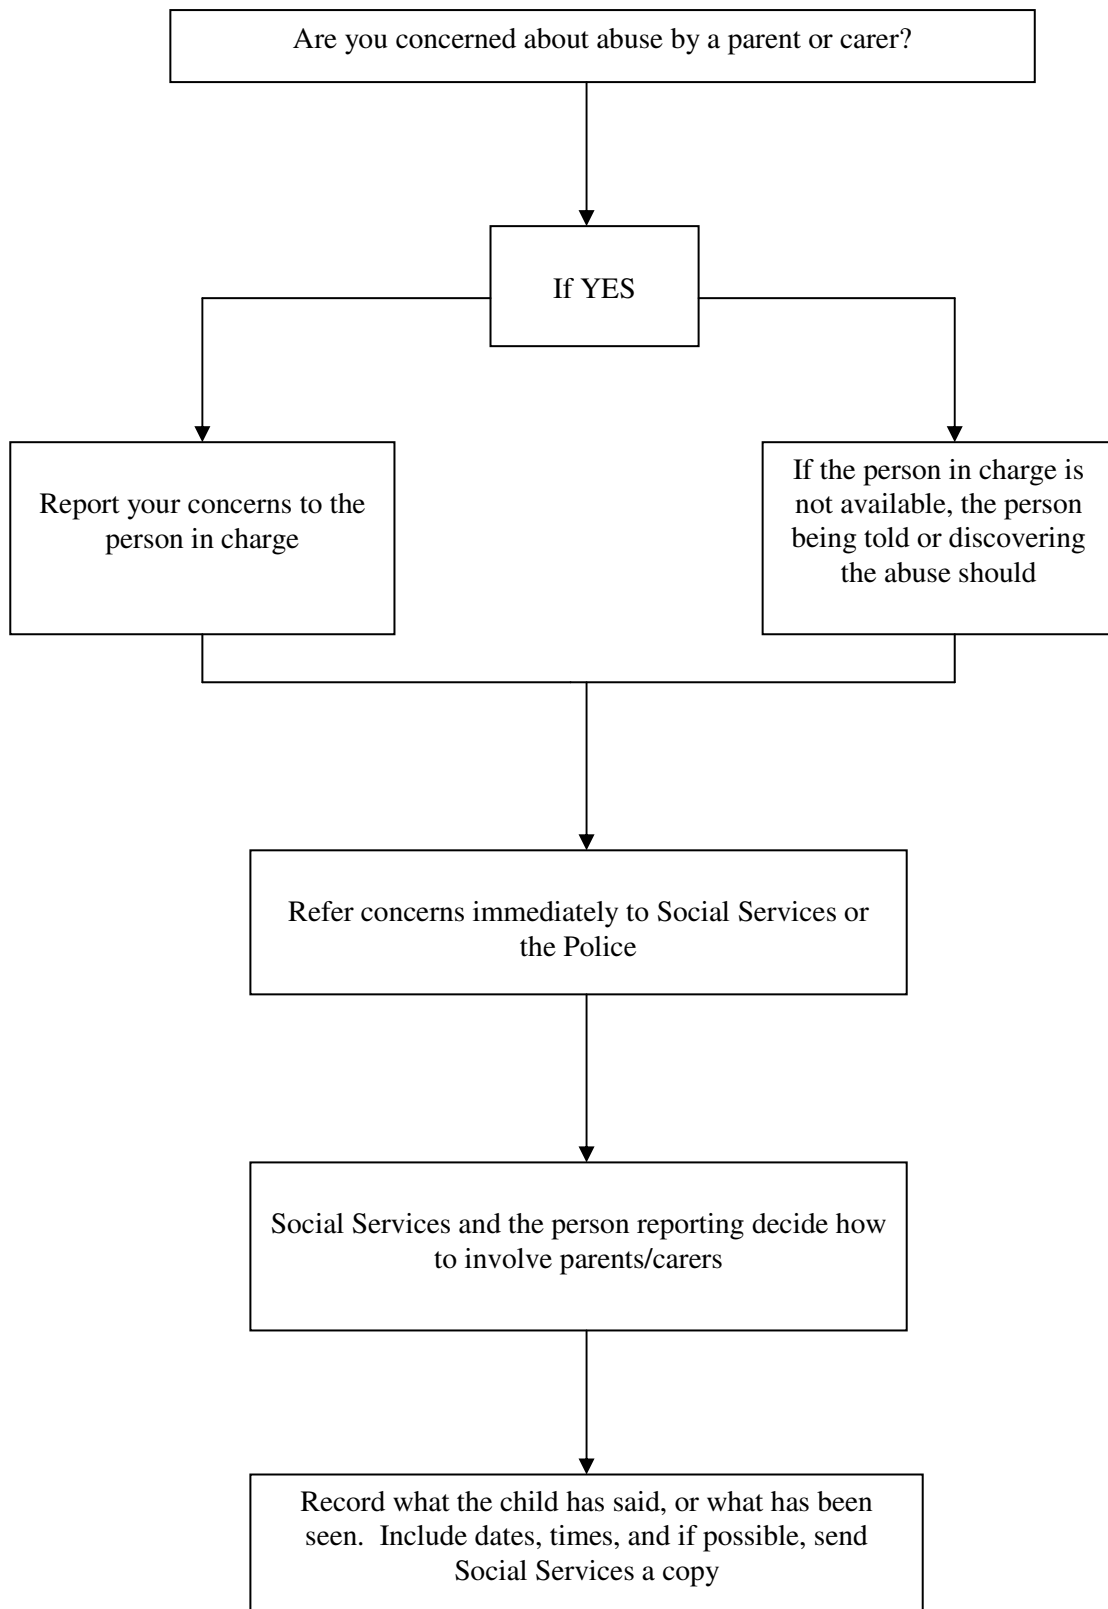 Are you concerned about abuse by a parent or carer?
If YES
Report your concerns to the
person in charge
If the person in charge is
not available, the person
being told or discovering
the abuse should
Refer concerns immediately to Social Services or
the Police
Social Services and the person reporting decide how
to involve parents/carers
Record what the child has said, or what has been
seen.  Include dates, times, and if possible, send
Social Services a copy